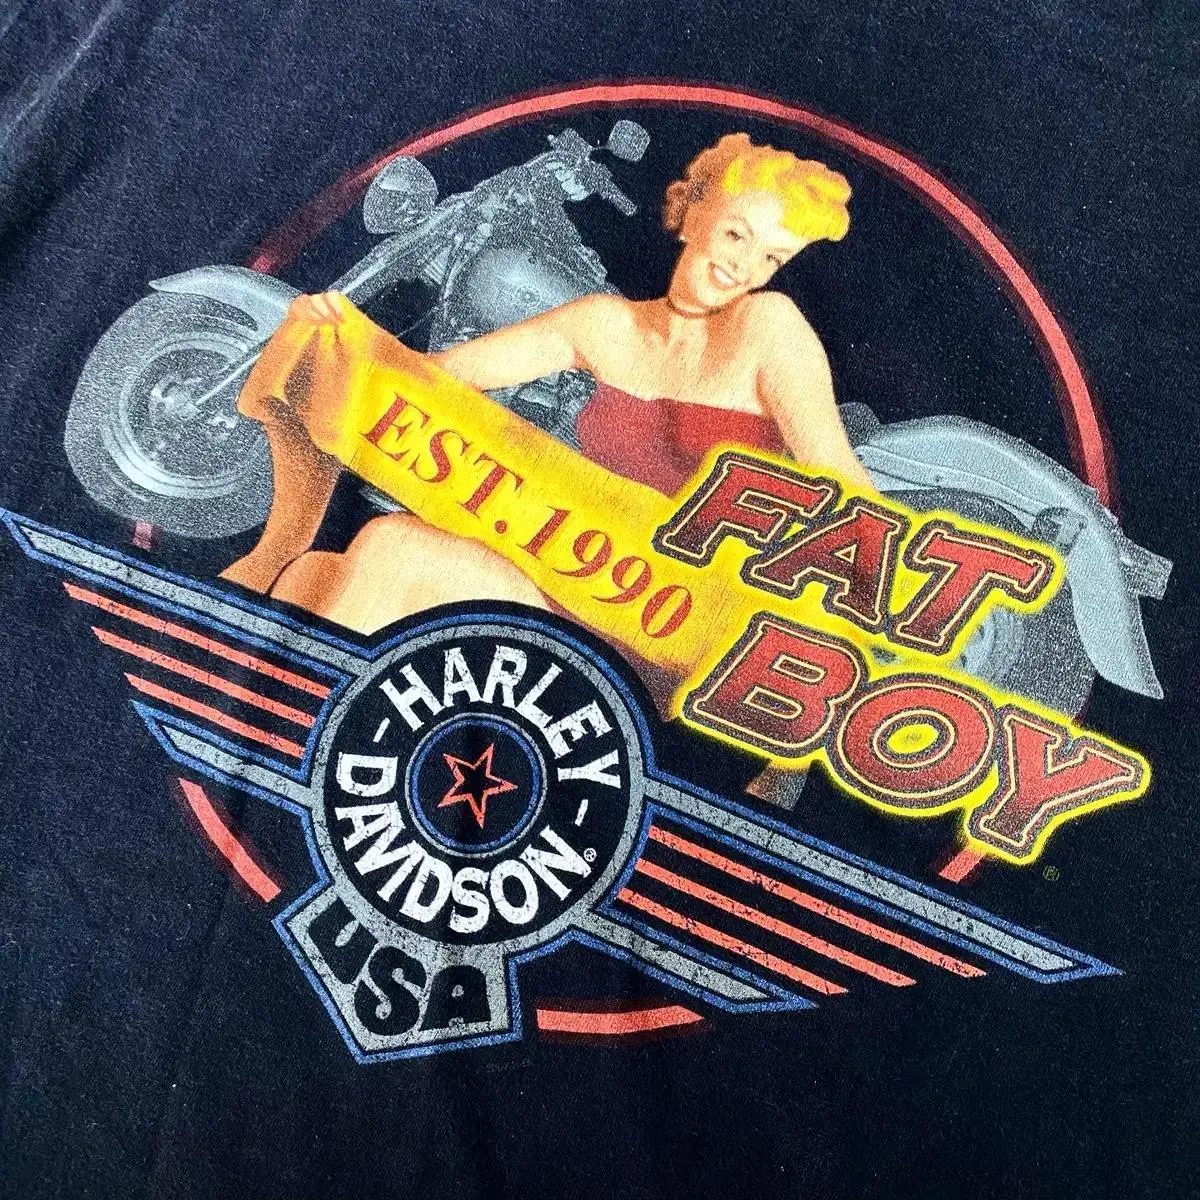 EST. 1990
FAT
BOY
®
- HARLEY -
DAVIDSON®
USA